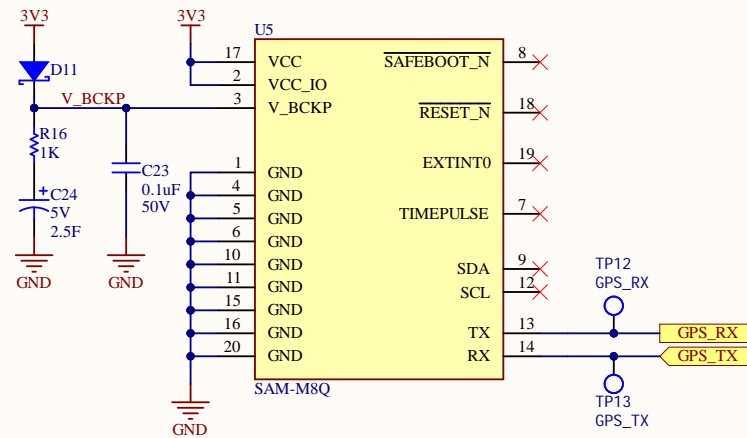 3V3
3V3
U5
D11
V_BCKP
R16
1K
C24
5V
2.5F
C23
0.1uF
50V
GND
GND
GND
17 VCC
2 VCC_IO
3 V_BCKP
1 GND
4 GND
5 GND
6 GND
10 GND
11 GND
15 GND
16 GND
20 GND
SAFEBOOT_N 8
RESET_N 18
EXTINT0 19
TIMEPULSE 7
SDA 9
SCL 12
TX 13
RX 14
SAM-M8Q
TP12
GPS_RX
GPS_RX
GPS_TX
TP13
GPS_TX